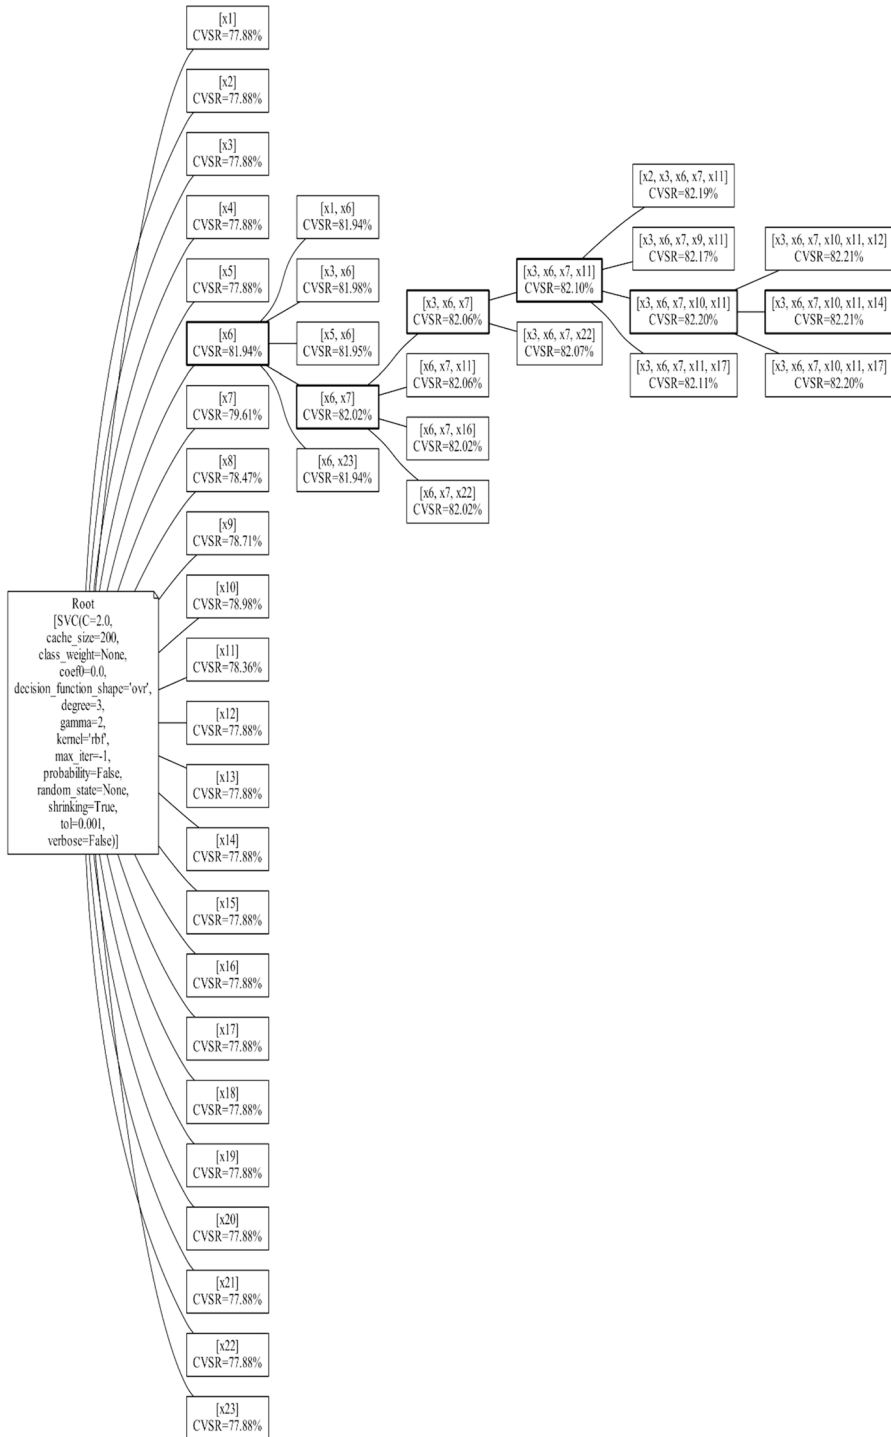 [x1]
CVSR=77.88%
[x2]
CVSR=77.88%
[x3]
CVSR=77.88%
[x4]
CVSR=77.88%
[x5]
CVSR=77.88%
[x6]
CVSR=81.94%
[x7]
CVSR=79.61%
[x8]
CVSR=78.47%
[x9]
CVSR=78.71%
[x10]
CVSR=78.98%
[x11]
CVSR=78.36%
[x12]
CVSR=77.88%
[x13]
CVSR=77.88%
[x14]
CVSR=77.88%
[x15]
CVSR=77.88%
[x16]
CVSR=77.88%
[x17]
CVSR=77.88%
[x18]
CVSR=77.88%
[x19]
CVSR=77.88%
[x20]
CVSR=77.88%
[x21]
CVSR=77.88%
[x22]
CVSR=77.88%
[x23]
CVSR=77.88%
Root
[SVC(C=2.0,
cache_size=200,
class_weight=None,
coef0=0.0,
decision_function_shape='ovr',
degree=3,
gamma=2,
kernel='rbf',
max_iter=-1,
probability=False,
random_state=None,
shrinking=True,
tol=0.001,
verbose=False)]
[x1, x6]
CVSR=81.94%
[x3, x6]
CVSR=81.98%
[x5, x6]
CVSR=81.95%
[x6, x7]
CVSR=82.02%
[x6, x23]
CVSR=81.94%
[x3, x6, x7]
CVSR=82.06%
[x6, x7, x11]
CVSR=82.06%
[x6, x7, x16]
CVSR=82.02%
[x6, x7, x22]
CVSR=82.02%
[x3, x6, x7, x11]
CVSR=82.10%
[x3, x6, x7, x22]
CVSR=82.07%
[x2, x3, x6, x7, x11]
CVSR=82.19%
[x3, x6, x7, x9, x11]
CVSR=82.17%
[x3, x6, x7, x10, x11]
CVSR=82.20%
[x3, x6, x7, x11, x17]
CVSR=82.11%
[x3, x6, x7, x10, x11, x12]
CVSR=82.21%
[x3, x6, x7, x10, x11, x14]
CVSR=82.21%
[x3, x6, x7, x10, x11, x17]
CVSR=82.20%